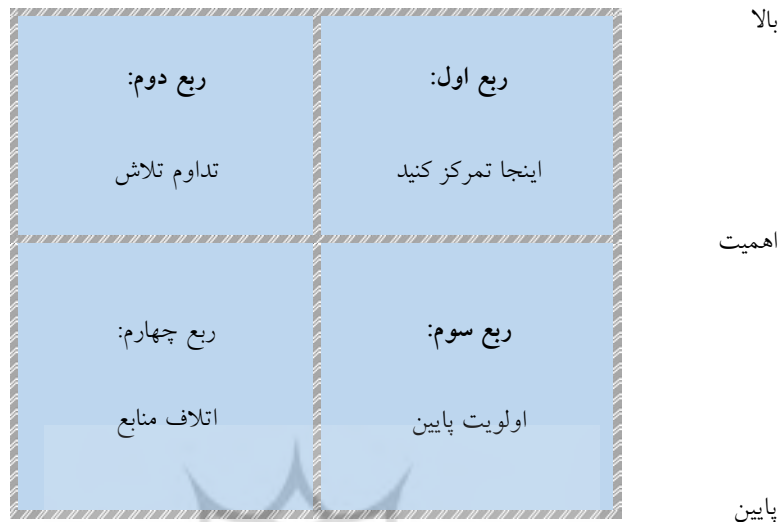 بالا
ربع اول:
ربع دوم:
اینجا تمرکز کنید
تداوم تلاش
اهمیت
ربع سوم:
ربع چهارم:
اولویت پایین
اتلاف منابع
پایین